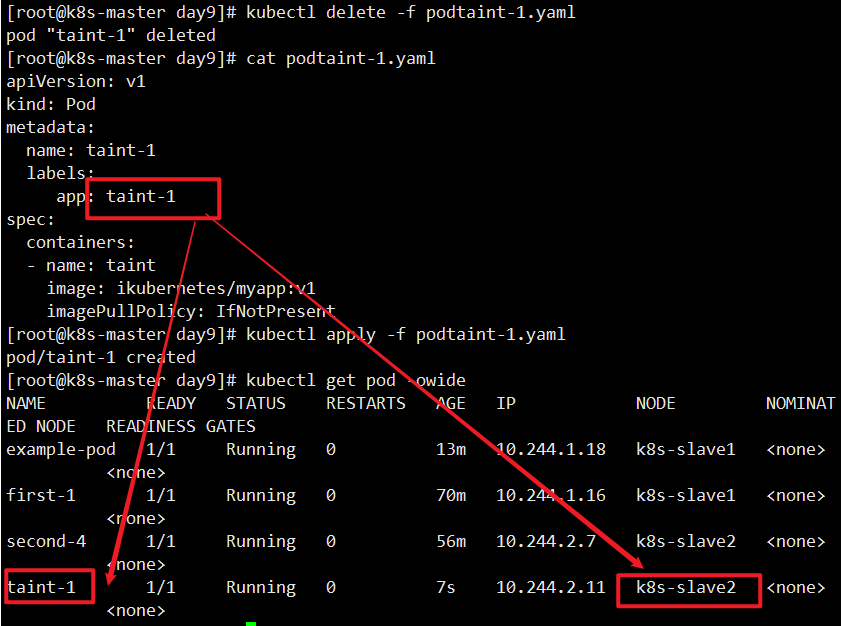 [root@k8s-master day9]# kubectl delete -f podtaint-1.yaml
pod "taint-1" deleted
[root@k8s-master day9]# cat podtaint-1.yaml
apiVersion: v1
kind: Pod
metadata:
  name: taint-1
  labels:
     app: taint-1
spec:
  containers:
  - name: taint
    image: ikubernetes/myapp:v1
    imagePullPolicy: IfNotPresent
[root@k8s-master day9]# kubectl apply -f podtaint-1.yaml
pod/taint-1 created
[root@k8s-master day9]# kubectl get pod -owide
NAME          READY   STATUS    RESTARTS   AGE   IP            NODE         NOMINAT
ED NODE   READINESS GATES
example-pod   1/1     Running   0          13m   10.244.1.18   k8s-slave1   <none>
          <none>
first-1       1/1     Running   0          70m   10.244.1.16   k8s-slave1   <none>
          <none>
second-4      1/1     Running   0          56m   10.244.2.7    k8s-slave2   <none>
          <none>
taint-1       1/1     Running   0          7s    10.244.2.11   k8s-slave2   <none>
          <none>